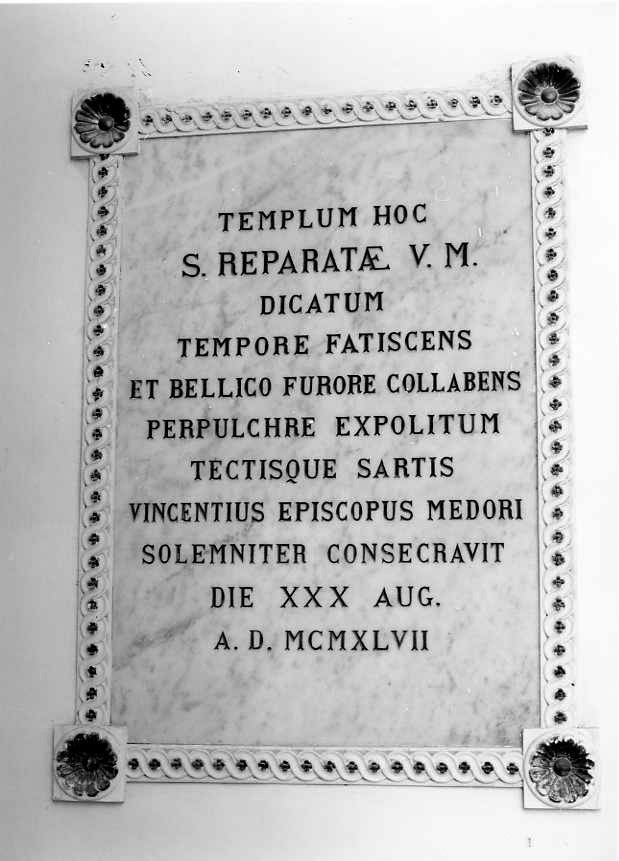 TEMPLUM HOC
S. REPARATÆ V. M.
DICATUM
TEMPORE FATISCENS
ET BELLICO FURORE COLLABENS
PERPULCHRE EXPOLITUM
TECTISQUE SARTIS
VINCENTIUS EPISCOPUS MEDORI
SOLEMNITER CONSECRAVIT
DIE XXX AUG.
A. D. MCMXLVII